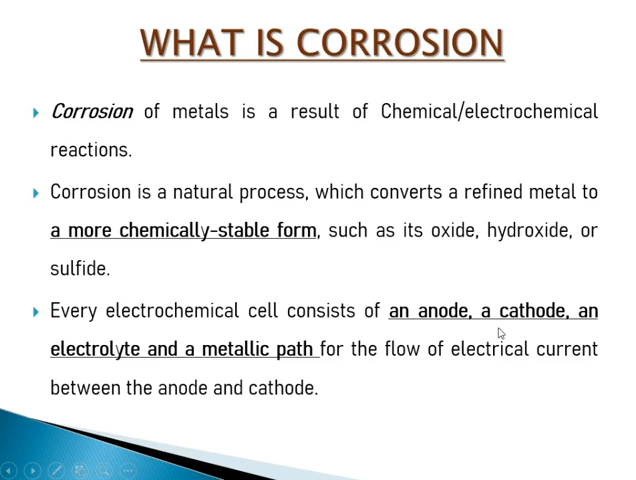 WHAT IS CORROSION
Corrosion of metals is a result of Chemical/electrochemical
reactions.
Corrosion is a natural process, which converts a refined metal to
a more chemically-stable form, such as its oxide, hydroxide, or
sulfide.
Every electrochemical cell consists of an anode, a cathode, an
electrolyte and a metallic path for the flow of electrical current
between the anode and cathode.